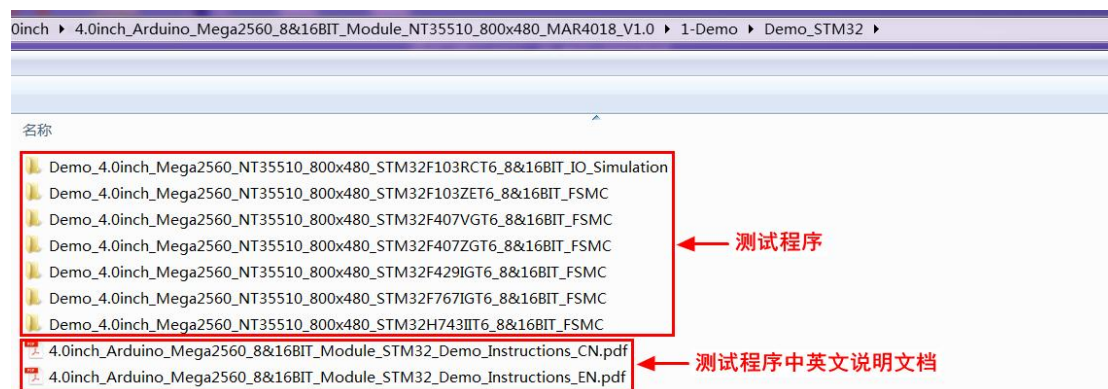 0inch ▸ 4.0inch_Arduino_Mega2560_8&16BIT_Module_NT35510_800x480_MAR4018_V1.0 ▸ 1-Demo ▸ Demo_STM32 ▸
名称
Demo_4.0inch_Mega2560_NT35510_800x480_STM32F103RCT6_8&16BIT_IO_Simulation
Demo_4.0inch_Mega2560_NT35510_800x480_STM32F103ZET6_8&16BIT_FSMC
Demo_4.0inch_Mega2560_NT35510_800x480_STM32F407VGT6_8&16BIT_FSMC
Demo_4.0inch_Mega2560_NT35510_800x480_STM32F407ZGT6_8&16BIT_FSMC
测试程序
Demo_4.0inch_Mega2560_NT35510_800x480_STM32F429IGT6_8&16BIT_FSMC
Demo_4.0inch_Mega2560_NT35510_800x480_STM32F767IGT6_8&16BIT_FSMC
Demo_4.0inch_Mega2560_NT35510_800x480_STM32H743IIT6_8&16BIT_FSMC
4.0inch_Arduino_Mega2560_8&16BIT_Module_STM32_Demo_Instructions_CN.pdf
测试程序中英文说明文档
4.0inch_Arduino_Mega2560_8&16BIT_Module_STM32_Demo_Instructions_EN.pdf